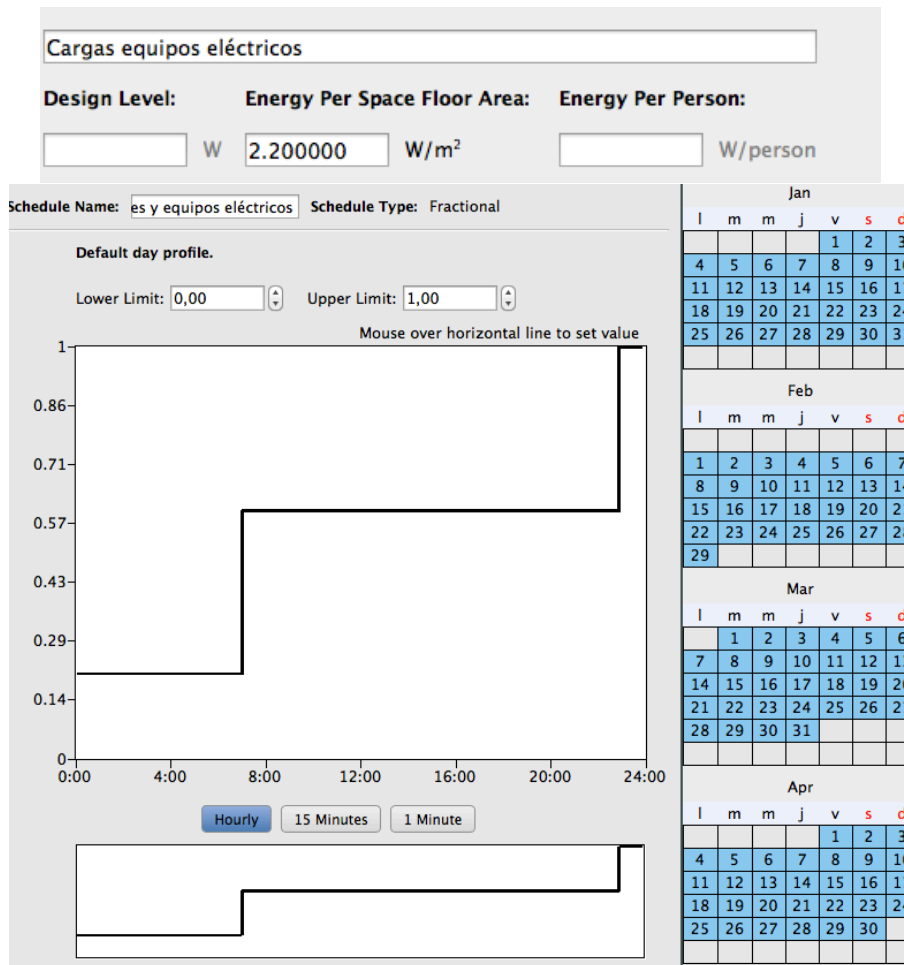 Cargas equipos eléctricos
Design Level: Energy Per Space Floor Area: Energy Per Person:
W 2.200000 W/m² W/person
Schedule Name: es y equipos eléctricos Schedule Type: Fractional
Default day profile.
Lower Limit: 0,00 Upper Limit: 1,00
Mouse over horizontal line to set value
1
0.86
0.71
0.57
0.43
0.29
0.14
0
0:00 4:00 8:00 12:00 16:00 20:00 24:00
Hourly 15 Minutes 1 Minute
Jan
l m m j v s d
1 2 3
4 5 6 7 8 9 10
11 12 13 14 15 16
18 19 20 21 22 23
25 26 27 28 29 30
Feb
l m m j v s d
1 2 3 4 5 6 7
8 9 10 11 12 13
15 16 17 18 19 20
22 23 24 25 26 27
29
Mar
l m m j v s d
1 2 3 4 5 6
7 8 9 10 11 12
14 15 16 17 18 19
21 22 23 24 25 26
28 29 30 31
Apr
l m m j v s d
1 2 3
4 5 6 7 8 9 10
11 12 13 14 15 16
18 19 20 21 22 23
25 26 27 28 29 30